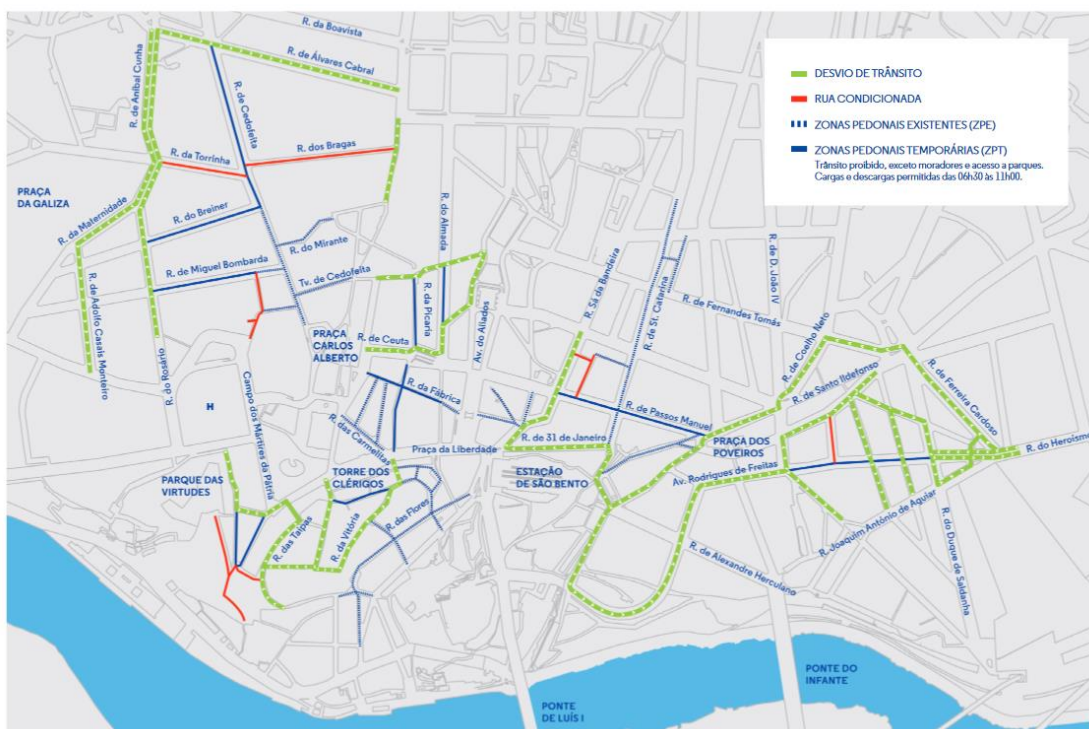 R. da Boavista
R. de Álvares Cabral
R. de Aníbal Cunha
R. de Cedofeita
R. dos Bragas
R. da Torrinha
PRAÇA
DA GALIZA
R. da Maternidade
R. do Breiner
R. do Mirante
R. do Almada
R. de Miguel Bombarda
Tv. de Cedofeita
R. de Adolfo Casais Monteiro
R. do Rosário
PRAÇA
CARLOS
ALBERTO
R. de Ceuta
R. da Picaria
Av. do Aliados
R. Sá da Bandeira
R. de St. Catarina
R. de D. João IV
R. de Fernandes Tomás
R. de Coelho Neto
R. de Santo Ildefonso
R. de Ferreira Cardoso
H
Campo dos Mártires da Pátria
R. da Fábrica
R. das Carmelitas
Praça da Liberdade
R. de Passos Manuel
R. de 31 de Janeiro
PRAÇA DOS
POVEIROS
R. do Heroísmo
PARQUE DAS
VIRTUDES
TORRE DOS
CLÉRIGOS
ESTAÇÃO
DE SÃO BENTO
Av. Rodrigues de Freitas
R. das Taipas
R. da Vitória
R. das Flores
R. Joaquim António de Aguiar
R. do Duque de Saldanha
R. de Alexandre Herculano
PONTE
DE LUÍS I
PONTE DO
INFANTE
DESVIO DE TRÂNSITO
RUA CONDICIONADA
ZONAS PEDONAIS EXISTENTES (ZPE)
ZONAS PEDONAIS TEMPORÁRIAS (ZPT)
Trânsito proibido, exceto moradores e acesso a parques.
Cargas e descargas permitidas das 06h30 às 11h00.